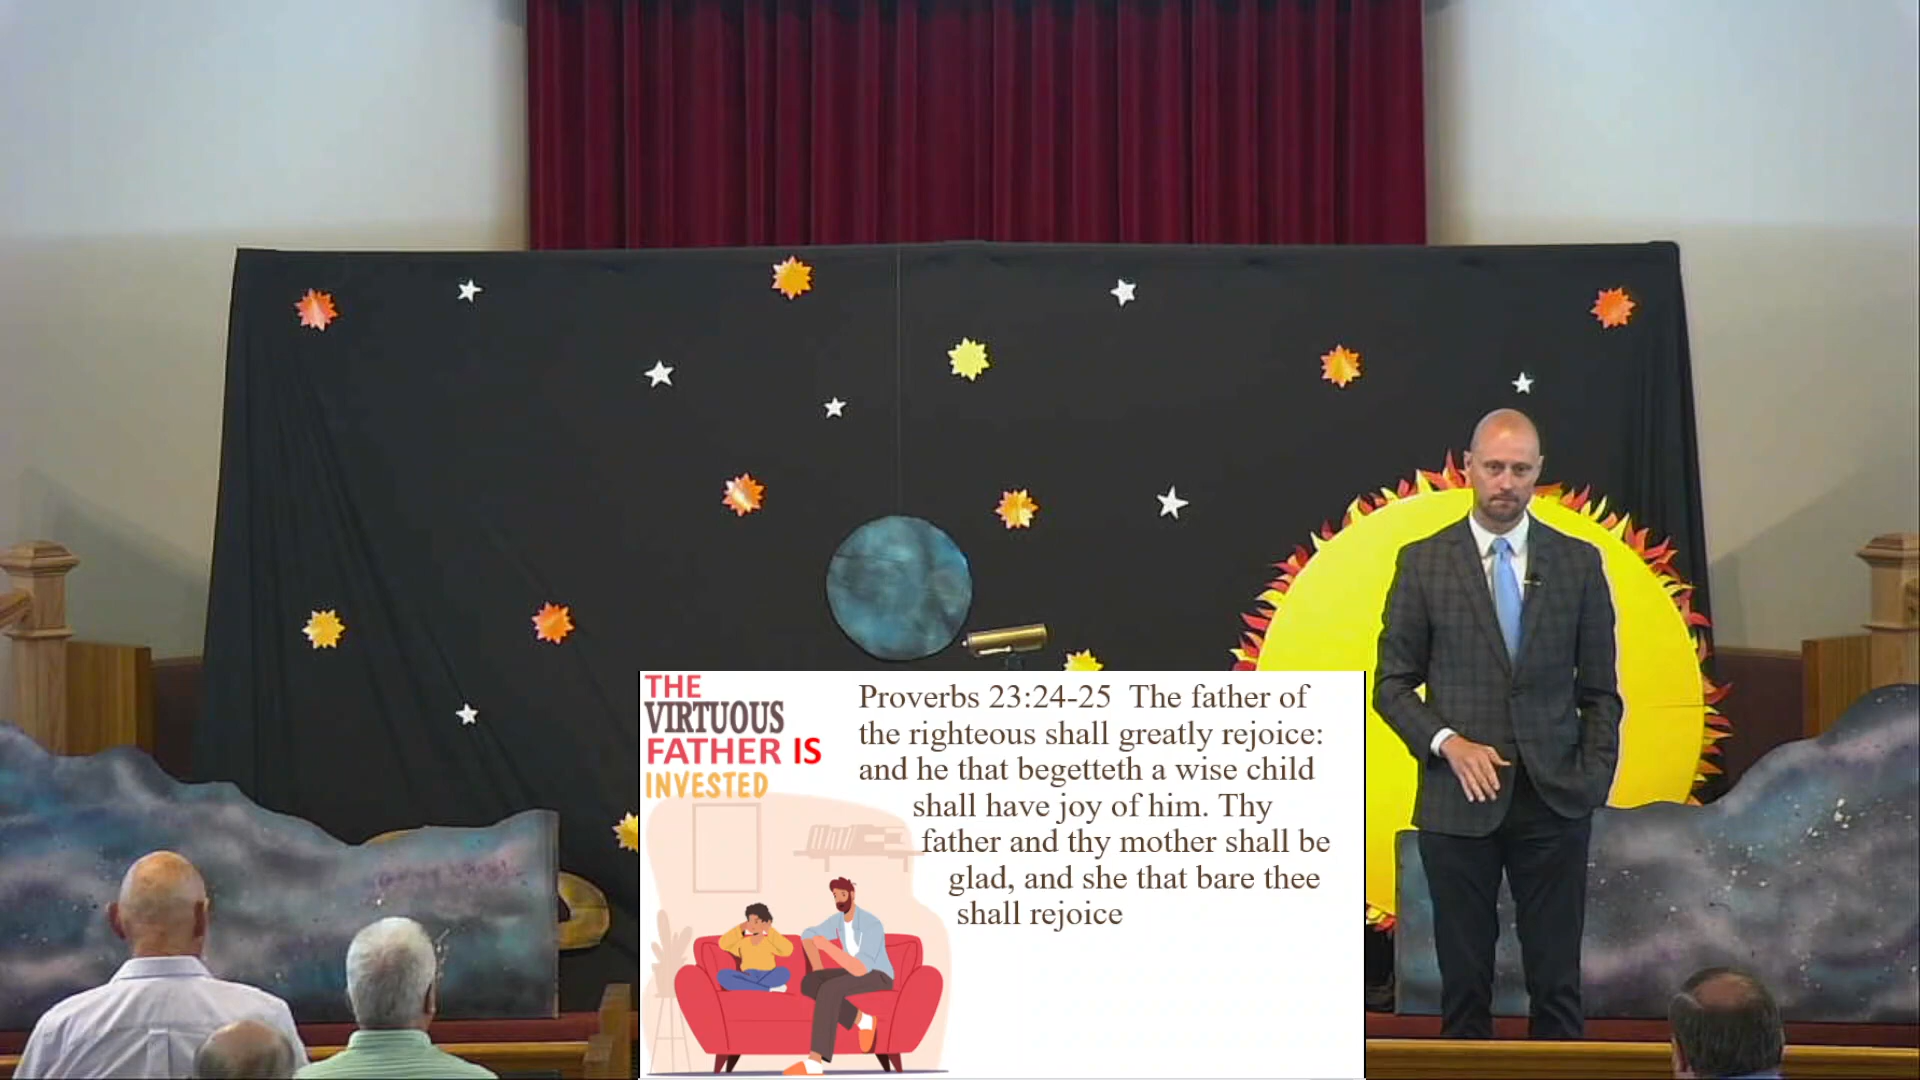 THE
VIRTUOUS
FATHER IS
INVESTED
Proverbs 23:24-25 The father of
the righteous shall greatly rejoice:
and he that begetteth a wise child
shall have joy of him. Thy
father and thy mother shall be
glad, and she that bare thee
shall rejoice